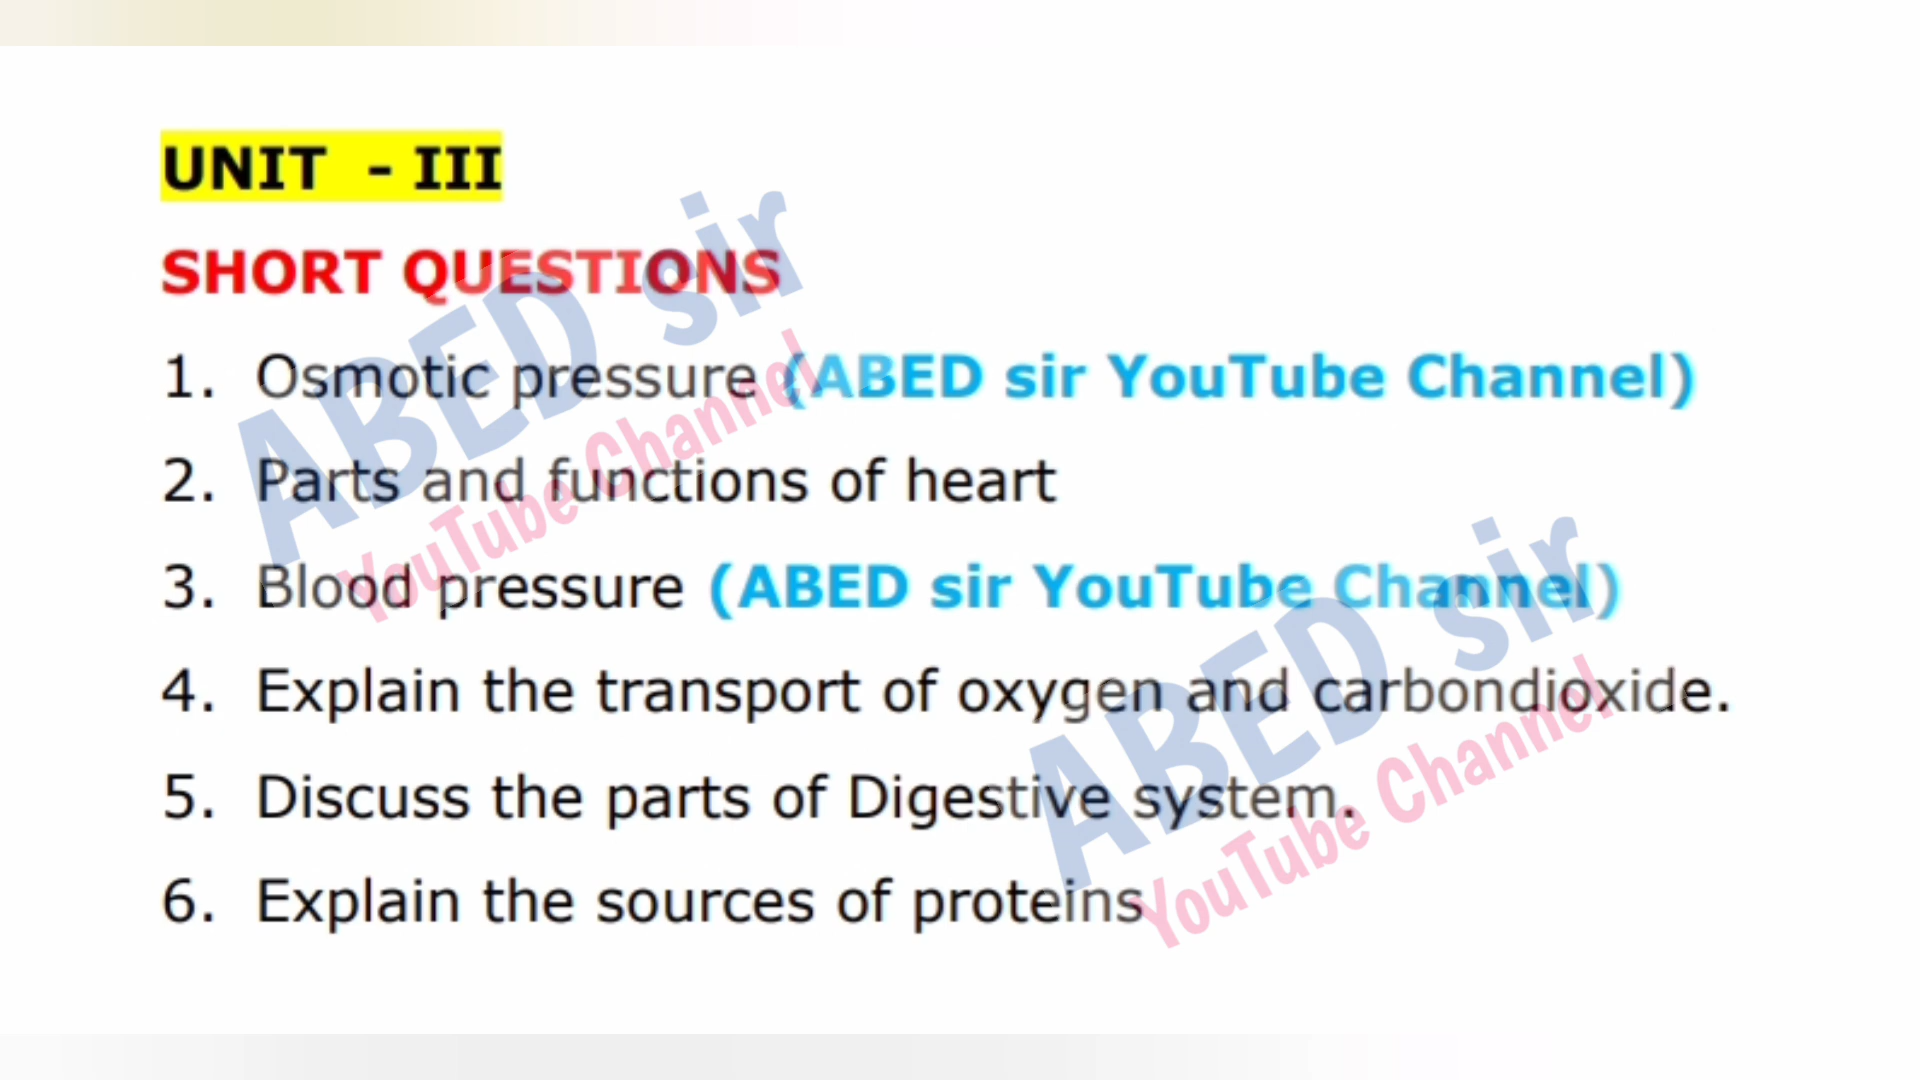 UNIT - III
SHORT QUESTIONS
1. Osmotic pressure (ABED sir YouTube Channel)
2. Parts and functions of heart
3. Blood pressure (ABED sir YouTube Channel)
4. Explain the transport of oxygen and carbondioxide.
5. Discuss the parts of Digestive system.
6. Explain the sources of proteins
ABED sir
YouTube Channel
ABED sir
YouTube Channel